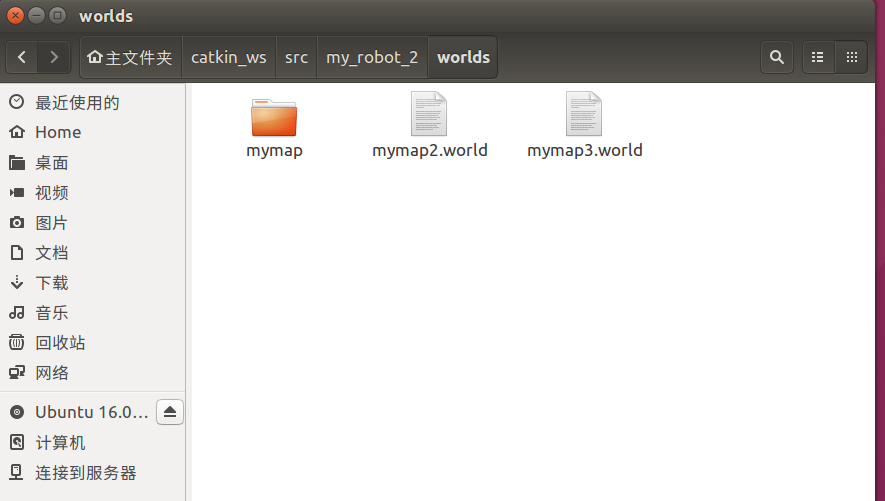 worlds
主文件夹 catkin_ws src my_robot_2 worlds
最近使用的
Home
桌面
视频
图片
文档
下载
音乐
回收站
网络
Ubuntu 16.0...
计算机
连接到服务器
mymap mymap2.world mymap3.world